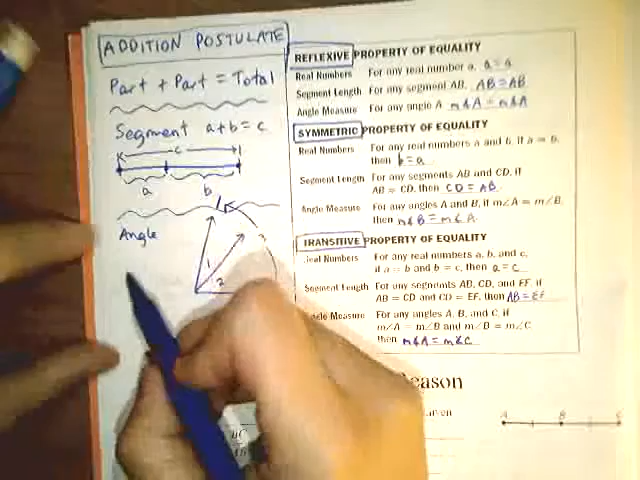 ADDITION POSTULATE
Part + Part = Total
Segment a+b=c
c
a b
Angle
1
2
REFLEXIVE PROPERTY OF EQUALITY
Real Numbers For any real number a, a = a
Segment Length For any segment AB, AB = AB
Angle Measure For any angle A m∠A = m∠A
SYMMETRIC PROPERTY OF EQUALITY
Real Numbers For any real numbers a and b, if a = b,
then b = a
Segment Length For any segments AB and CD, if
AB = CD, then CD = AB
Angle Measure For any angles A and B, if m∠A = m∠B,
then m∠B = m∠A
TRANSITIVE PROPERTY OF EQUALITY
Real Numbers For any real numbers a, b, and c,
if a = b and b = c, then a = c
Segment Length For any segments AB, CD, and EF, if
AB = CD and CD = EF, then AB = EF
Angle Measure For any angles A, B, and C, if
m∠A = m∠B and m∠B = m∠C
then m∠A = m∠C
Reason
A B C